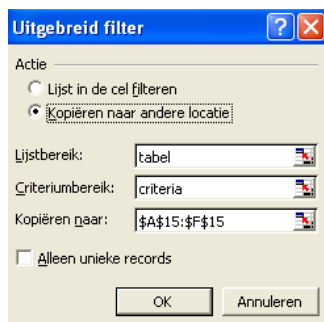 Uitgebreid filter
Actie
Lijst in de cel filteren
Kopiëren naar andere locatie
Lijstbereik: tabel
Criteriumbereik: criteria
Kopiëren naar: $A$15:$F$15
Alleen unieke records
OK Annuleren